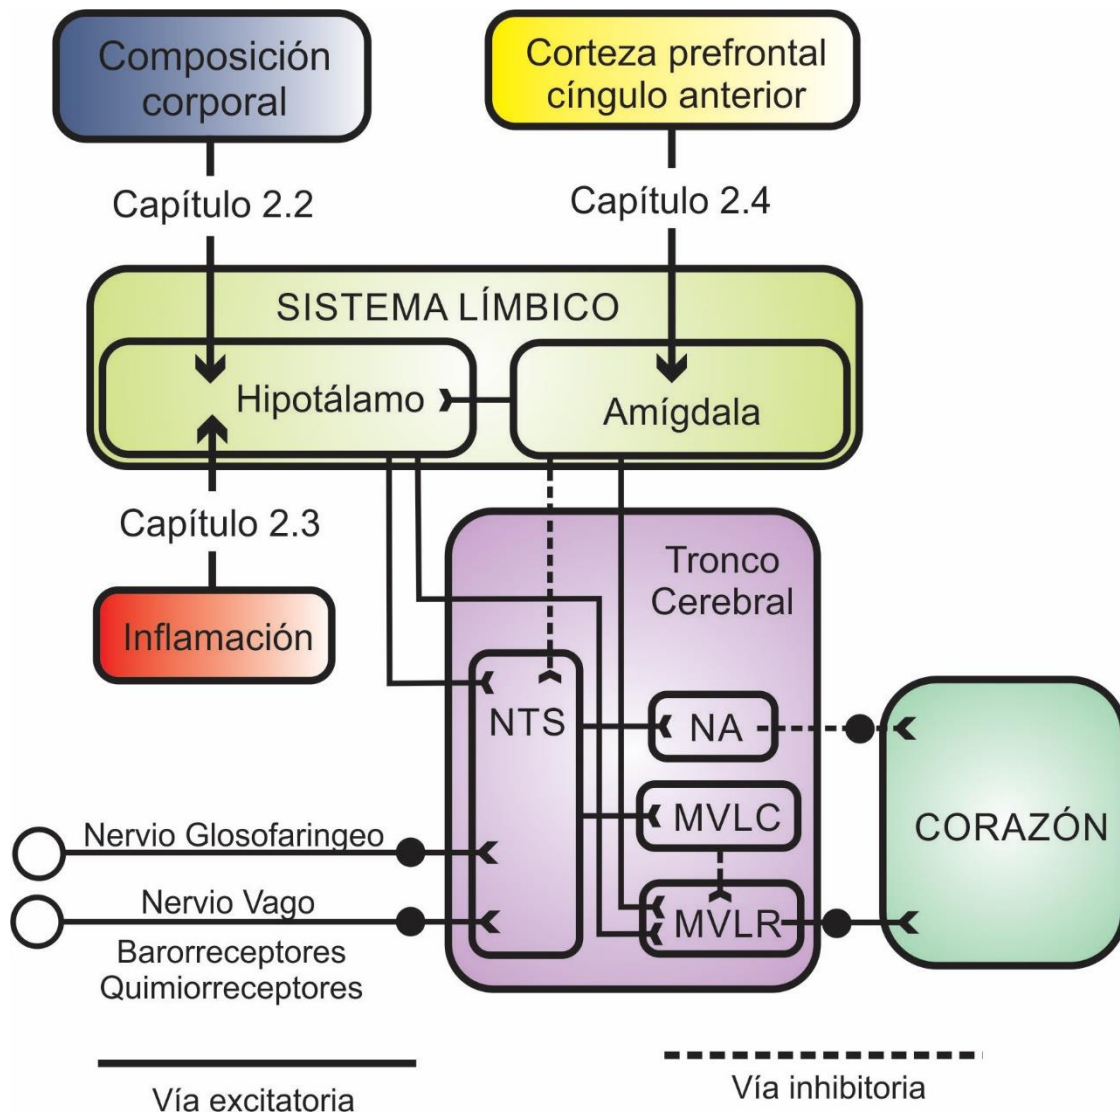 Composición
corporal
Corteza prefrontal
cíngulo anterior
Capítulo 2.2
Capítulo 2.4
SISTEMA LÍMBICO
Hipotálamo
Amígdala
Capítulo 2.3
Inflamación
Tronco
Cerebral
NTS
NA
MVLC
MVLR
CORAZÓN
Nervio Glosofaringeo
Nervio Vago
Barorreceptores
Quimiorreceptores
Vía excitatoria
Vía inhibitoria